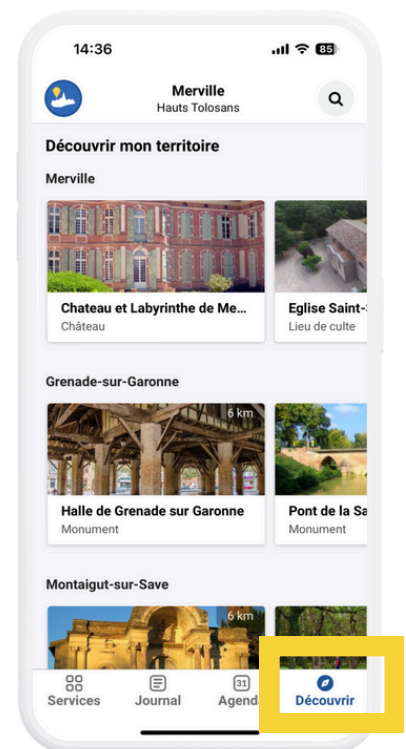 14:36
85
Merville
Hauts Tolosans
Découvrir mon territoire
Merville
Chateau et Labyrinthe de Me...
Château
Eglise Saint-
Lieu de culte
Grenade-sur-Garonne
6 km
Halle de Grenade sur Garonne
Monument
Pont de la Sa
Monument
Montaigut-sur-Save
6 km
Services
Journal
31
Agend
Découvrir